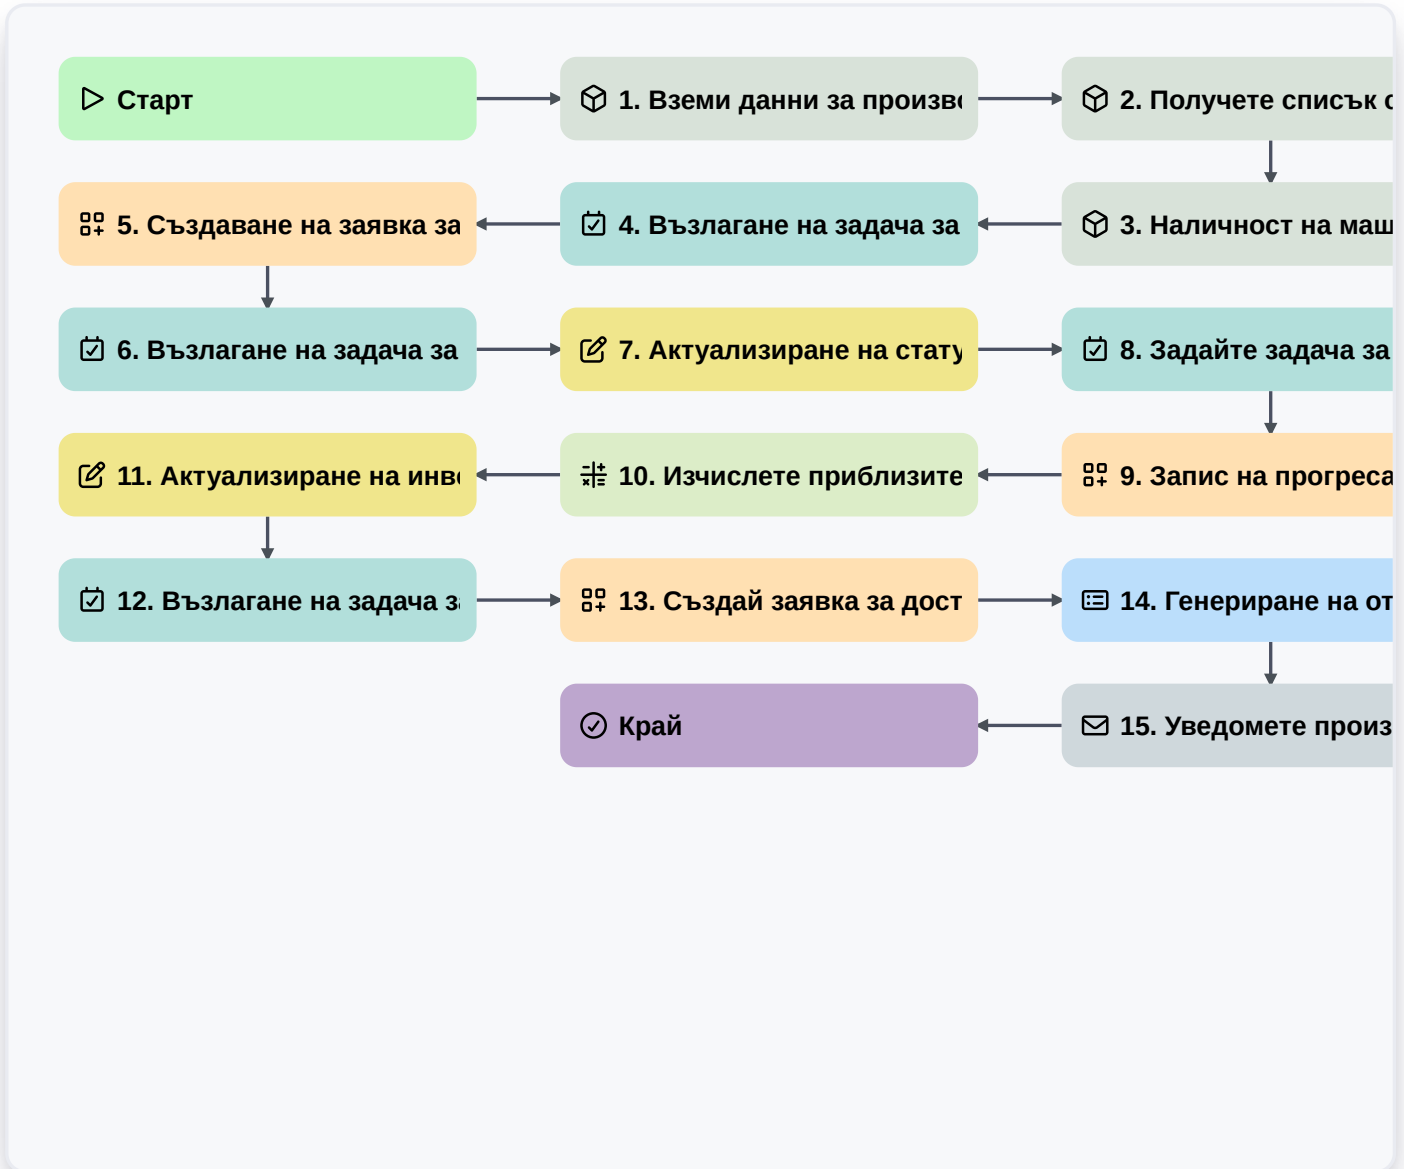 Старт
1. Вземи данни за произво
2. Получете списък с
5. Създаване на заявка за
4. Възлагане на задача за
3. Наличност на маш
6. Възлагане на задача за
7. Актуализиране на стату
8. Задайте задача за
11. Актуализиране на инве
10. Изчислете приблизите
9. Запис на прогреса
12. Възлагане на задача за
13. Създай заявка за дост
14. Генериране на от
Край
15. Уведомете произ